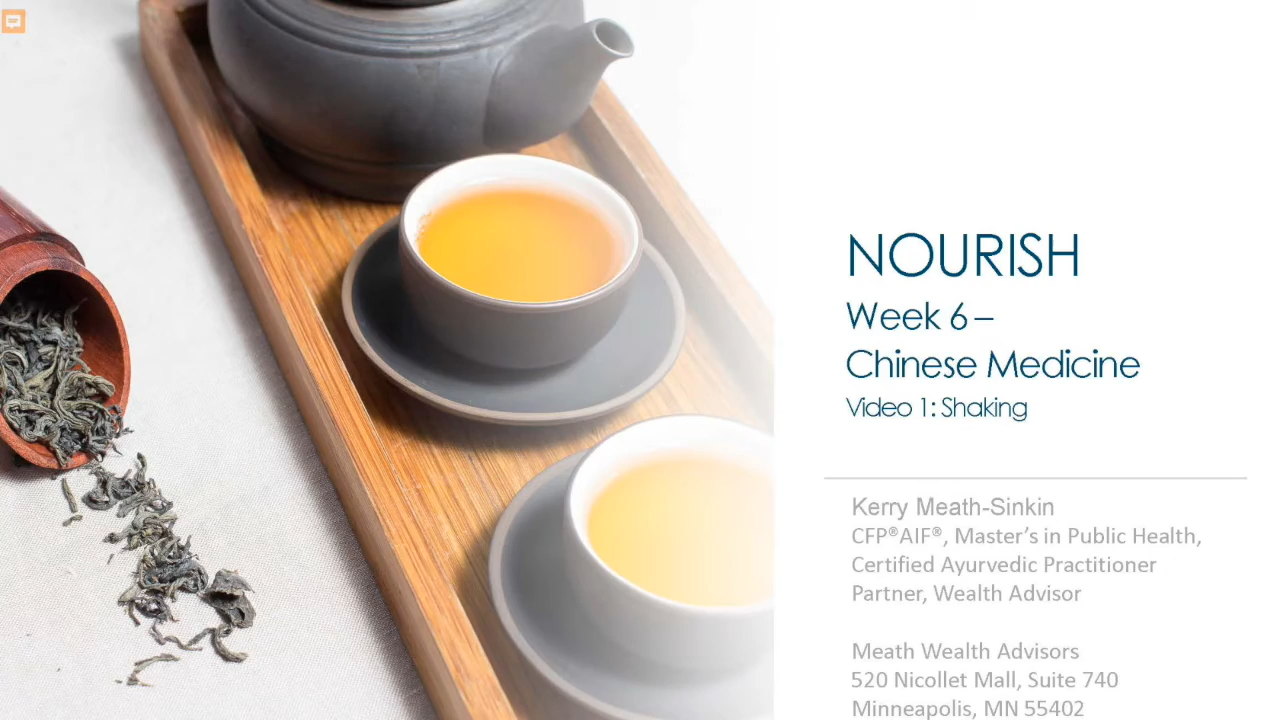 NOURISH
Week 6 –
Chinese Medicine
Video 1: Shaking
Kerry Meath-Sinkin
CFP®AIF®, Master's in Public Health,
Certified Ayurvedic Practitioner
Partner, Wealth Advisor
Meath Wealth Advisors
520 Nicollet Mall, Suite 740
Minneapolis, MN 55402